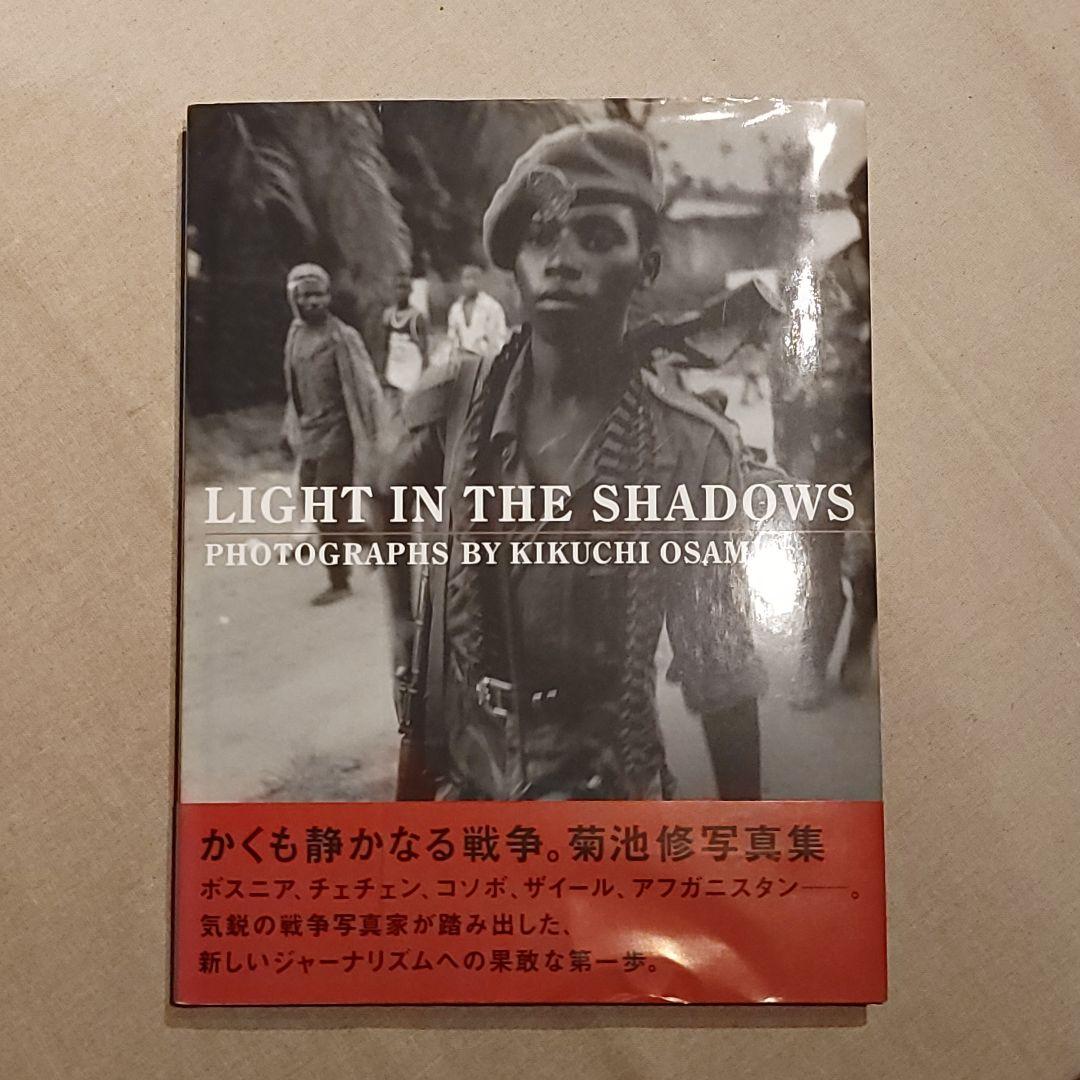 LIGHT IN THE SHADOWS
PHOTOGRAPHS BY KIKUCHI
かくも静かなる戦争。菊池修写真集
ボスニア、チェチェン、コソボ、ザイール、アフガニスタン──。
気鋭の戦争写真家が踏み出した、
新しいジャーナリズムへの果敢な第一歩。